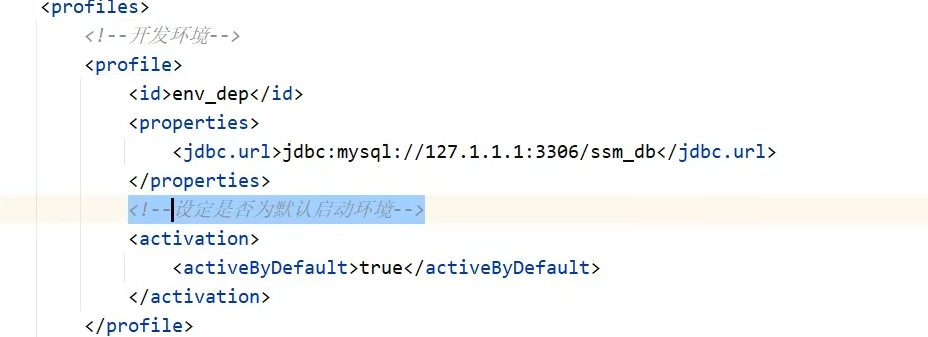 <profiles>
<!--开发环境-->
<profile>
<id>env_dep</id>
<properties>
<jdbc.url>jdbc:mysql://127.1.1.1:3306/ssm_db</jdbc.url>
</properties>
<!--设定是否为默认启动环境-->
<activation>
<activeByDefault>true</activeByDefault>
</activation>
</profile>